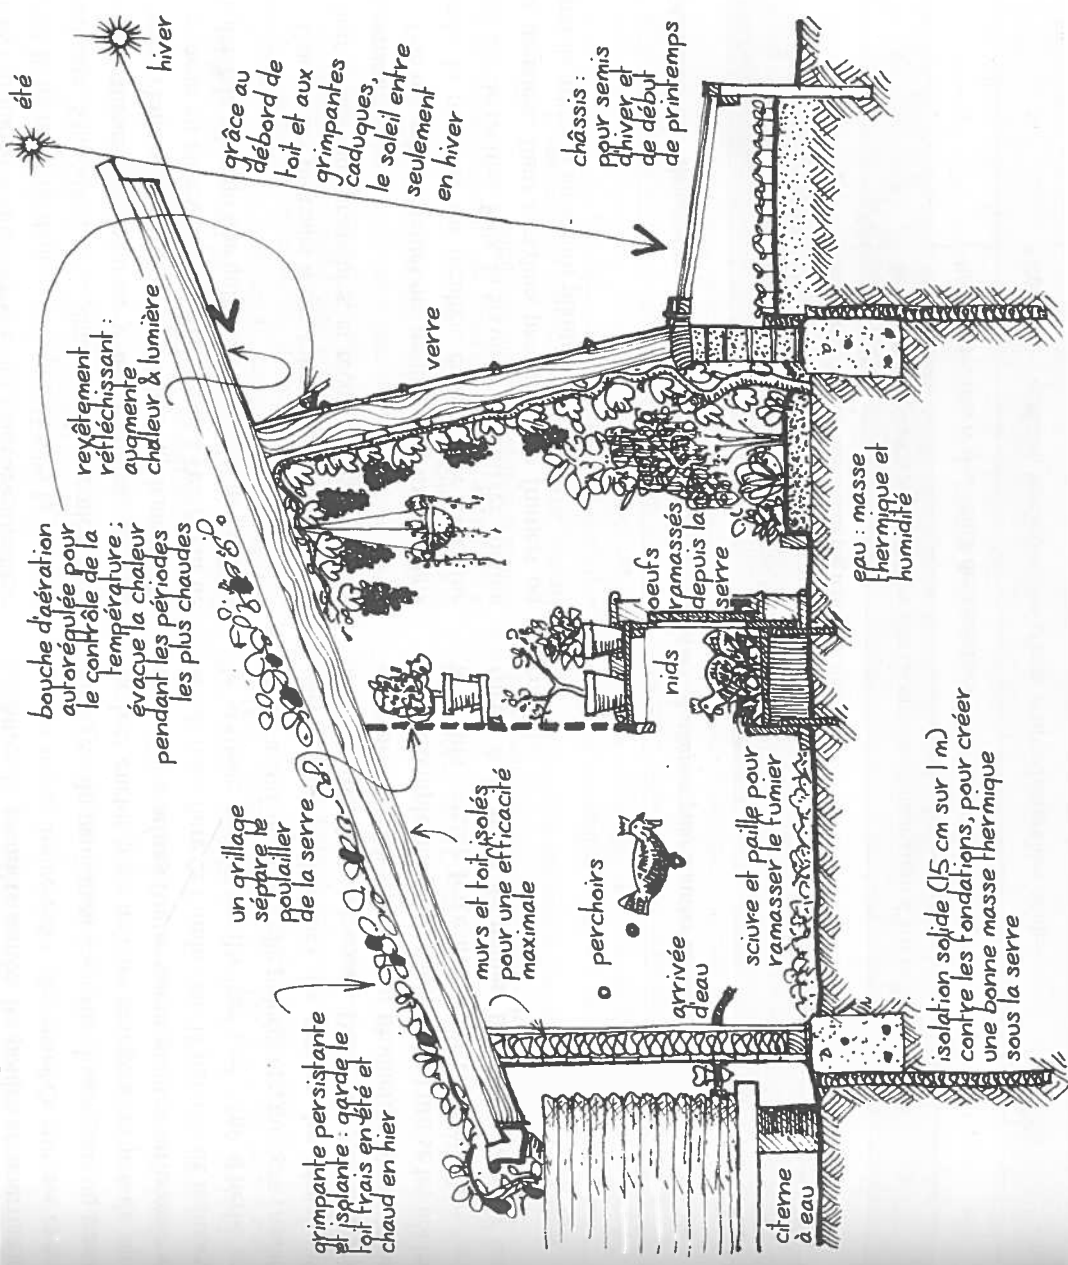 été
hiver
grâce au
débord de
toit et aux
grimpantes
caduques,
le soleil entre
seulement
en hiver
châssis :
pour semis
d'hiver et
de début
de printemps
revêtement
réfléchissant :
augmente
chaleur & lumière
verre
bouche d'aération
autorégulée pour
le contrôle de la
température :
évacue la chaleur
pendant les périodes
les plus chaudes
oeufs
ramassés
depuis la
serre
eau : masse
thermique et
humidité
nids
un grillage
sépare le
poulailler
de la serre
murs et toit isolés
pour une efficacité
maximale
perchoirs
sciure et paille pour
ramasser le fumier
arrivée
d'eau
isolation solide (15 cm sur 1 m)
contre les fondations, pour créer
une bonne masse thermique
sous la serre
grimpante persistante
et isolante : garde le
toit frais en été et
chaud en hier
citerne
à eau